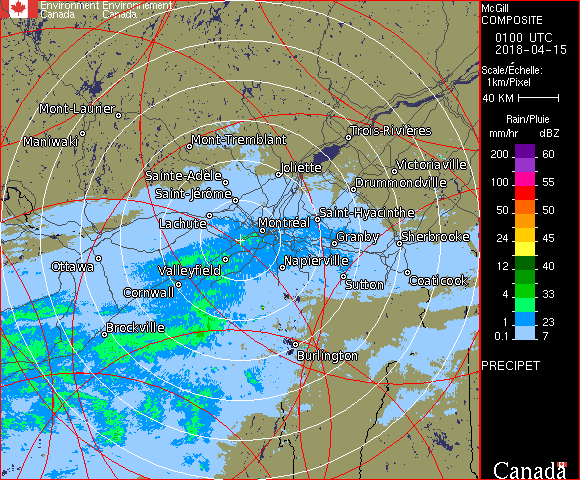 Environment Environnement
Canada Canada
McGill
COMPOSITE
0100 UTC
2018-04-15
Scale/Échelle:
1km/Pixel
40 KM
Rain/Pluie
mm/hr dBZ
200 60
100 55
50 50
24 45
12 40
4 33
1 23
0.1 7
PRECIPET
Mont-Laurier
Trois-Rivières
Maniwaki
Mont-Tremblant
Joliette
Victoriaville
Sainte-Adèle
Drummondville
Saint-Jérôme
Saint-Hyacinthe
Lachute
Montréal
Granby
Sherbrooke
Ottawa
Valleyfield
Napierville
Coaticook
Cornwall
Sutton
Brockville
Burlington
Canada